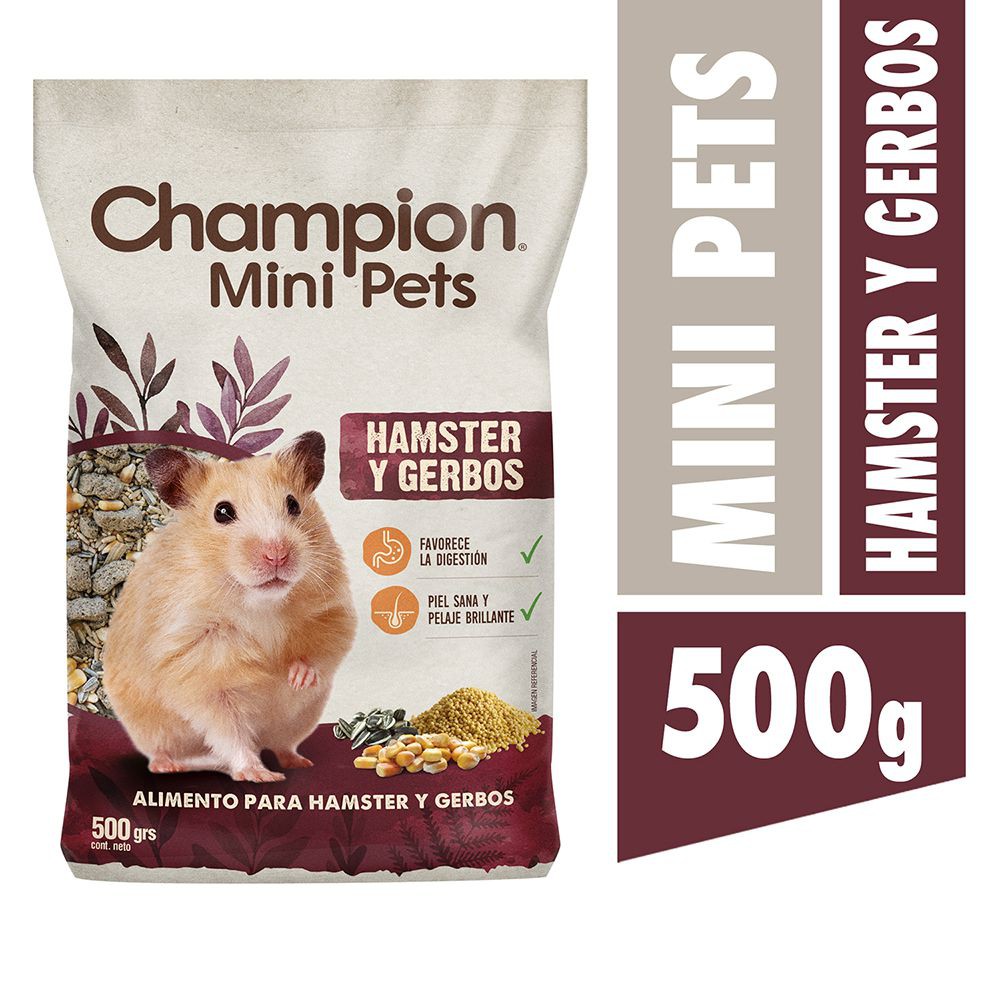 Champion®
Mini Pets
HAMSTER
Y GERBOS
FAVORECE
LA DIGESTIÓN
PIEL SANA Y
PELAJE BRILLANTE
IMAGEN REFERENCIAL
ALIMENTO PARA HAMSTER Y GERBOS
500 grs
cont. neto
MINI PETS
HAMSTER Y GERBOS
500g